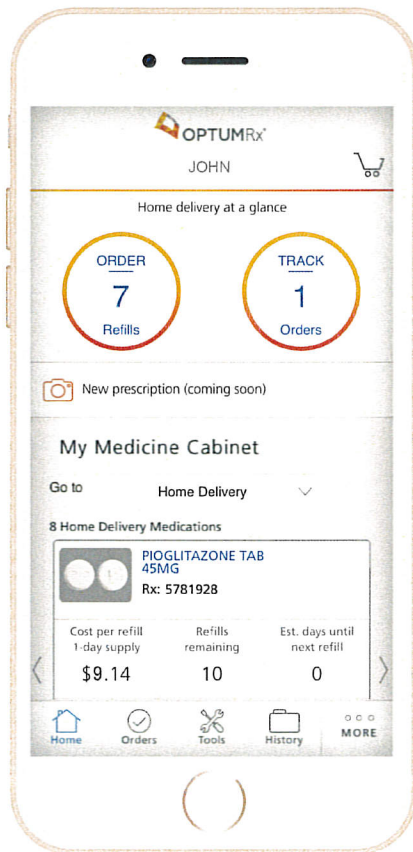 OPTUMRx®
JOHN
Home delivery at a glance
ORDER
7
Refills
TRACK
1
Orders
New prescription (coming soon)
My Medicine Cabinet
Go to Home Delivery
8 Home Delivery Medications
PIOGLITAZONE TAB
45MG
Rx: 5781928
Cost per refill
1-day supply
$9.14
Refills
remaining
10
Est. days until
next refill
0
Home
Orders
Tools
History
MORE